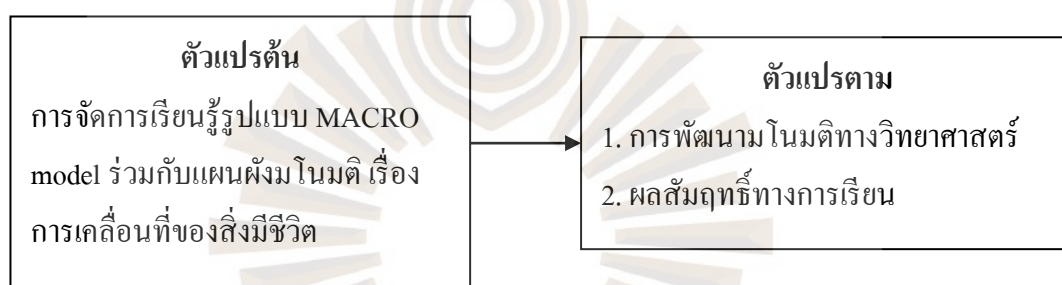 ตัวแปรต้น
การจัดการเรียนรู้รูปแบบ MACRO
model ร่วมกับแผนผังมโนมติ เรื่อง
การเคลื่อนที่ของสิ่งมีชีวิต
ตัวแปรตาม
1. การพัฒนามโนมติทางวิทยาศาสตร์
2. ผลสัมฤทธิ์ทางการเรียน